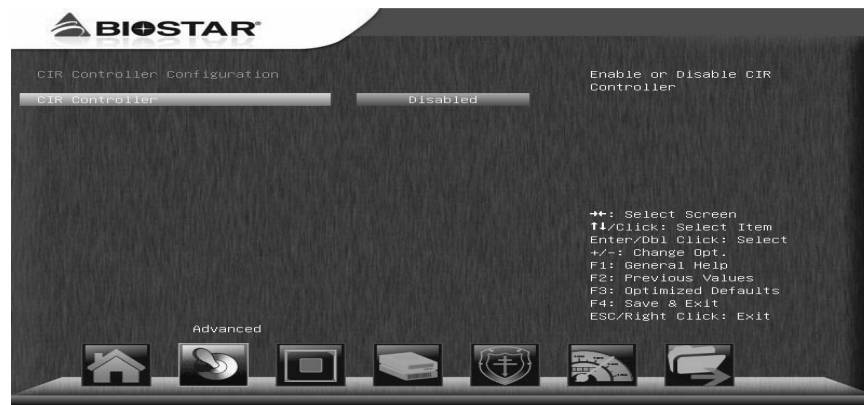 BIOSTAR
CIR Controller Configuration
CIR Controller
Disabled
Enable or Disable CIR
Controller
→←: Select Screen
↑↓/Click: Select Item
Enter/Dbl Click: Select
+/-: Change Opt.
F1: General Help
F2: Previous Values
F3: Optimized Defaults
F4: Save & Exit
ESC/Right Click: Exit
Advanced